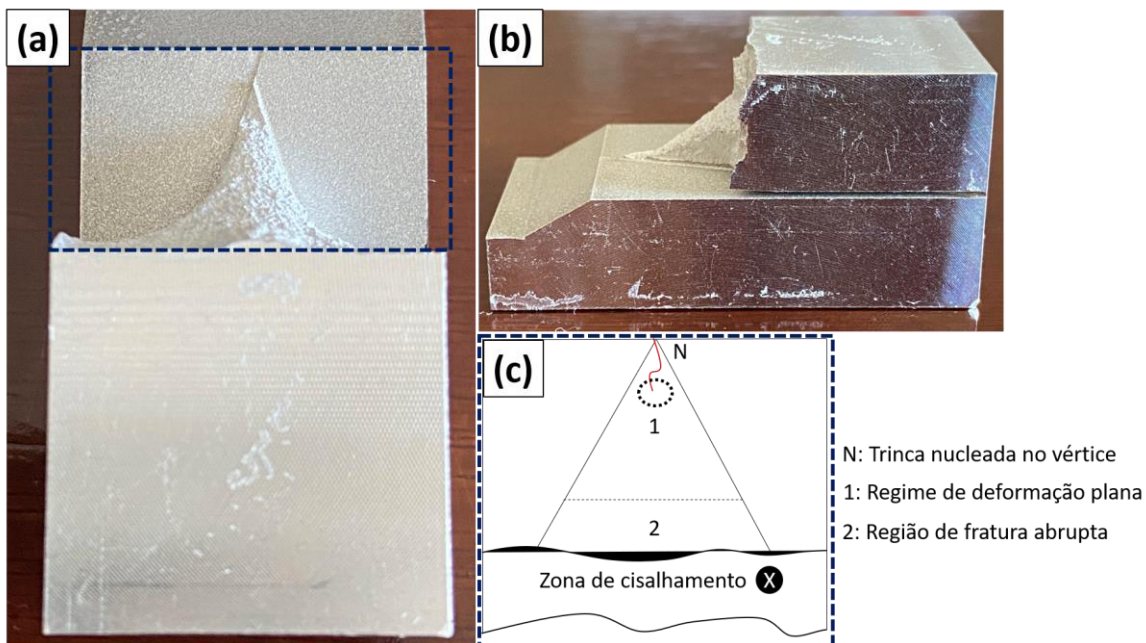 (a)
(b)
(c)
N
1
2
Zona de cisalhamento X
N: Trinca nucleada no vértice
1: Regime de deformação plana
2: Região de fratura abrupta